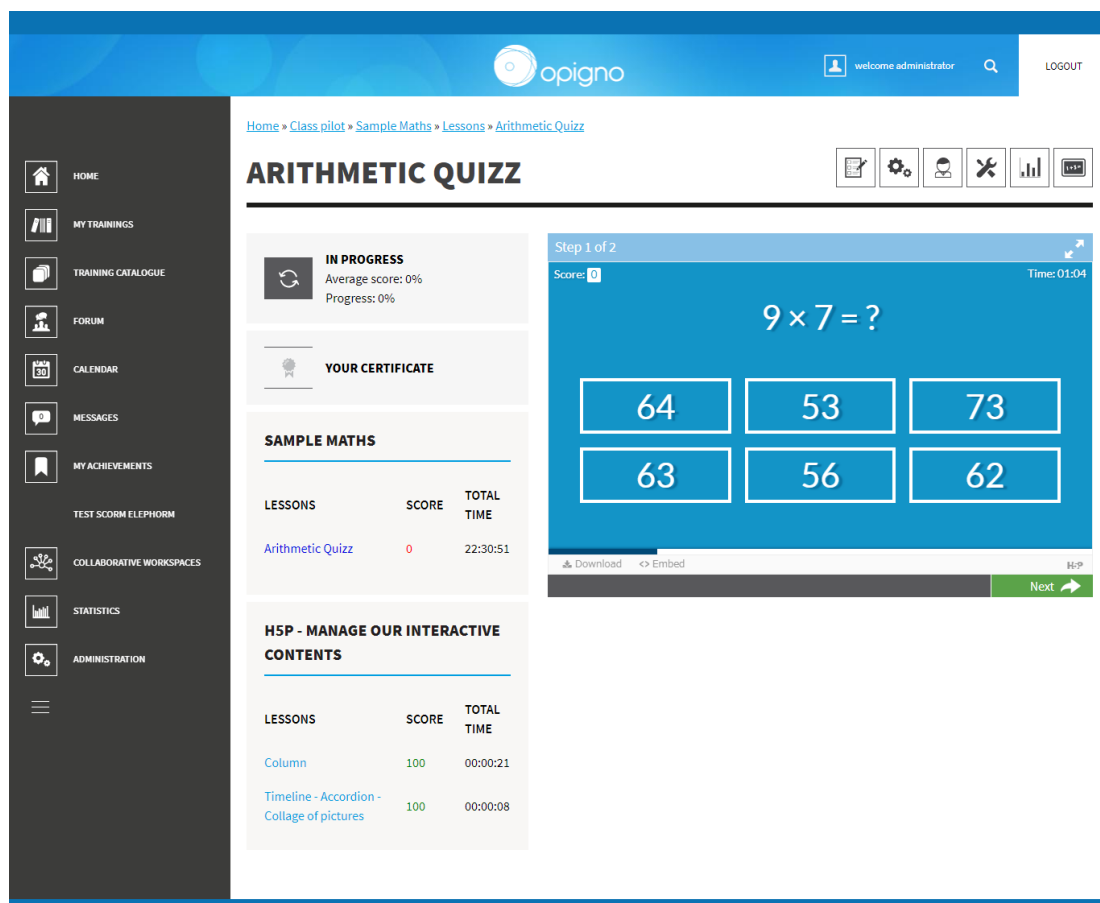 opigno
welcome administrator
LOGOUT
Home » Class pilot » Sample Maths » Lessons » Arithmetic Quizz
HOME
MY TRAININGS
TRAINING CATALOGUE
FORUM
30
CALENDAR
0
MESSAGES
MY ACHIEVEMENTS
TEST SCORM ELEPHORM
COLLABORATIVE WORKSPACES
STATISTICS
ADMINISTRATION
ARITHMETIC QUIZZ
IN PROGRESS
Average score: 0%
Progress: 0%
YOUR CERTIFICATE
SAMPLE MATHS
LESSONS SCORE TOTAL TIME
Arithmetic Quizz 0 22:30:51
H5P - MANAGE OUR INTERACTIVE
CONTENTS
LESSONS SCORE TOTAL TIME
Column 100 00:00:21
Timeline - Accordion -
Collage of pictures 100 00:00:08
Step 1 of 2
Score: 0 Time: 01:04
9 × 7 = ?
64 53 73
63 56 62
Download <> Embed H-P
Next